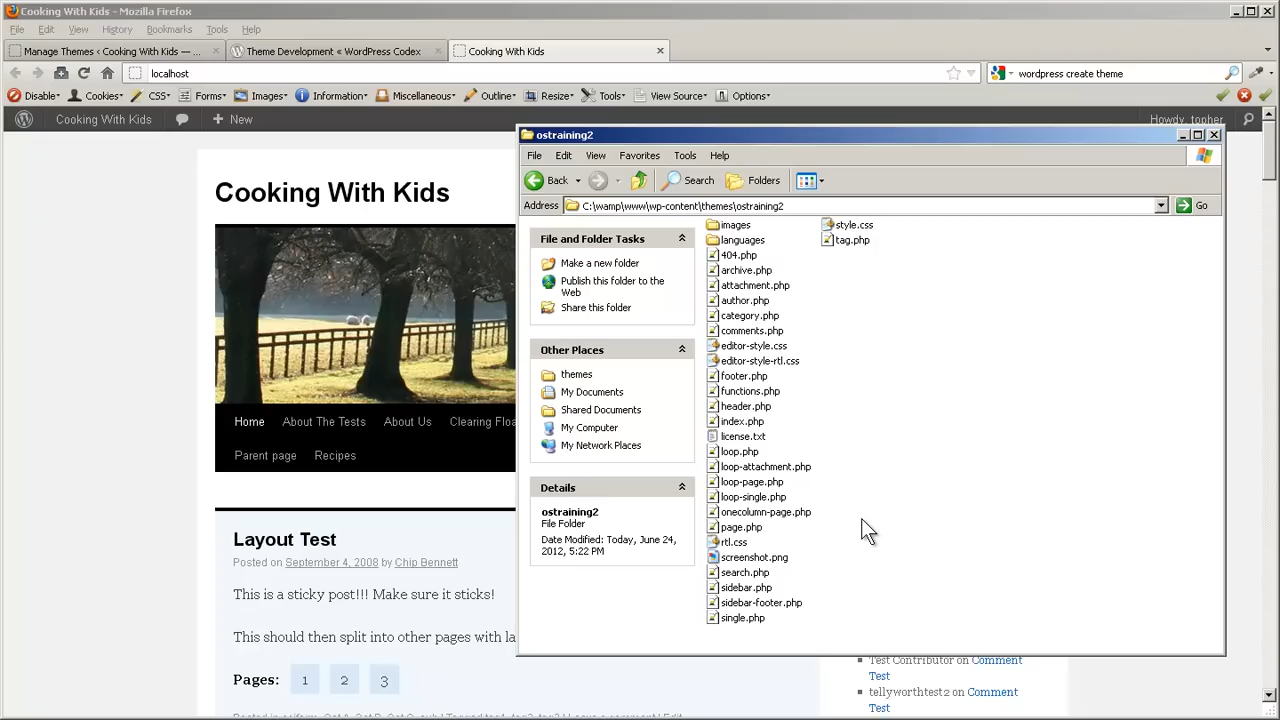 Cooking With Kids - Mozilla Firefox
File Edit View History Bookmarks Tools Help
Manage Themes ‹ Cooking With Kids — ...
Theme Development « WordPress Codex
Cooking With Kids
localhost
wordpress create theme
Disable Cookies CSS Forms Images Information Miscellaneous Outline Resize Tools View Source Options
Cooking With Kids
New
Howdy, topher
Cooking With Kids
Home About The Tests About Us Clearing Floa
Parent page Recipes
Layout Test
Posted on September 4, 2008 by Chip Bennett
This is a sticky post!!! Make sure it sticks!
This should then split into other pages with la
Pages: 1 2 3
ostraining2
File Edit View Favorites Tools Help
Back Search Folders
Address C:\wamp\www\wp-content\themes\ostraining2 Go
File and Folder Tasks
Make a new folder
Publish this folder to the
Web
Share this folder
Other Places
themes
My Documents
Shared Documents
My Computer
My Network Places
Details
ostraining2
File Folder
Date Modified: Today, June 24,
2012, 5:22 PM
images
languages
404.php
archive.php
attachment.php
author.php
category.php
comments.php
editor-style.css
editor-style-rtl.css
footer.php
functions.php
header.php
index.php
license.txt
loop.php
loop-attachment.php
loop-page.php
loop-single.php
onecolumn-page.php
page.php
rtl.css
screenshot.png
search.php
sidebar.php
sidebar-footer.php
single.php
style.css
tag.php
Test Contributor on Comment
Test
tellyworthtest2 on Comment
Test